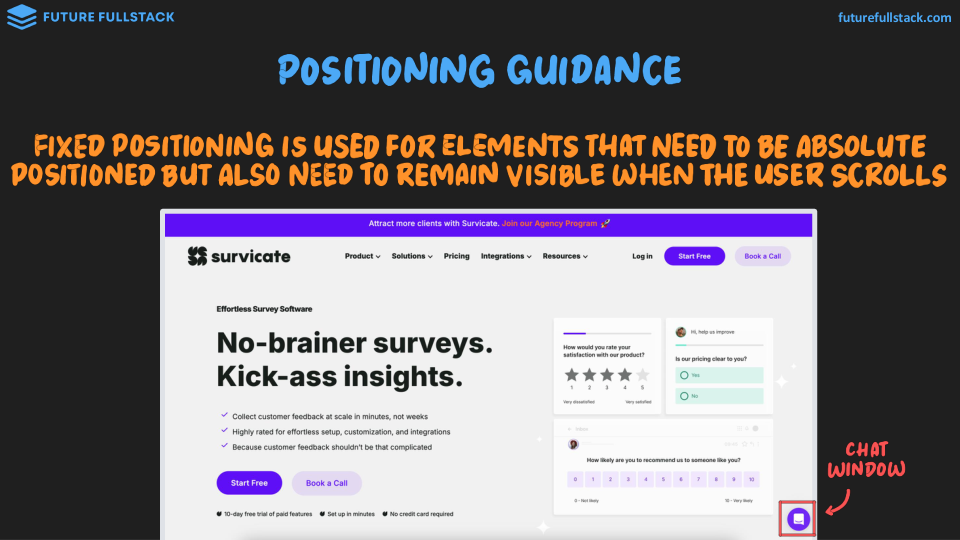 FUTURE FULLSTACK
futurefullstack.com
POSITIONING GUIDANCE
FIXED POSITIONING IS USED FOR ELEMENTS THAT NEED TO BE ABSOLUTE
POSITIONED BUT ALSO NEED TO REMAIN VISIBLE WHEN THE USER SCROLLS
Attract more clients with Survicate. Join our Agency Program 🚀
survicate
Product Solutions Pricing Integrations Resources Log in Start Free Book a Call
Effortless Survey Software
No-brainer surveys.
Kick-ass insights.
Collect customer feedback at scale in minutes, not weeks
Highly rated for effortless setup, customization, and integrations
Because customer feedback shouldn't be that complicated
Start Free Book a Call
10-day free trial of paid features Set up in minutes No credit card required
How would you rate your
satisfaction with our product?
1 2 3 4 5
Very dissatisfied Very satisfied
Hi, help us improve
Is our pricing clear to you?
Yes
No
Inbox
How likely are you to recommend us to someone like you?
0 1 2 3 4 5 6 7 8 9 10
0 - Not likely 10 - Very likely
CHAT
WINDOW